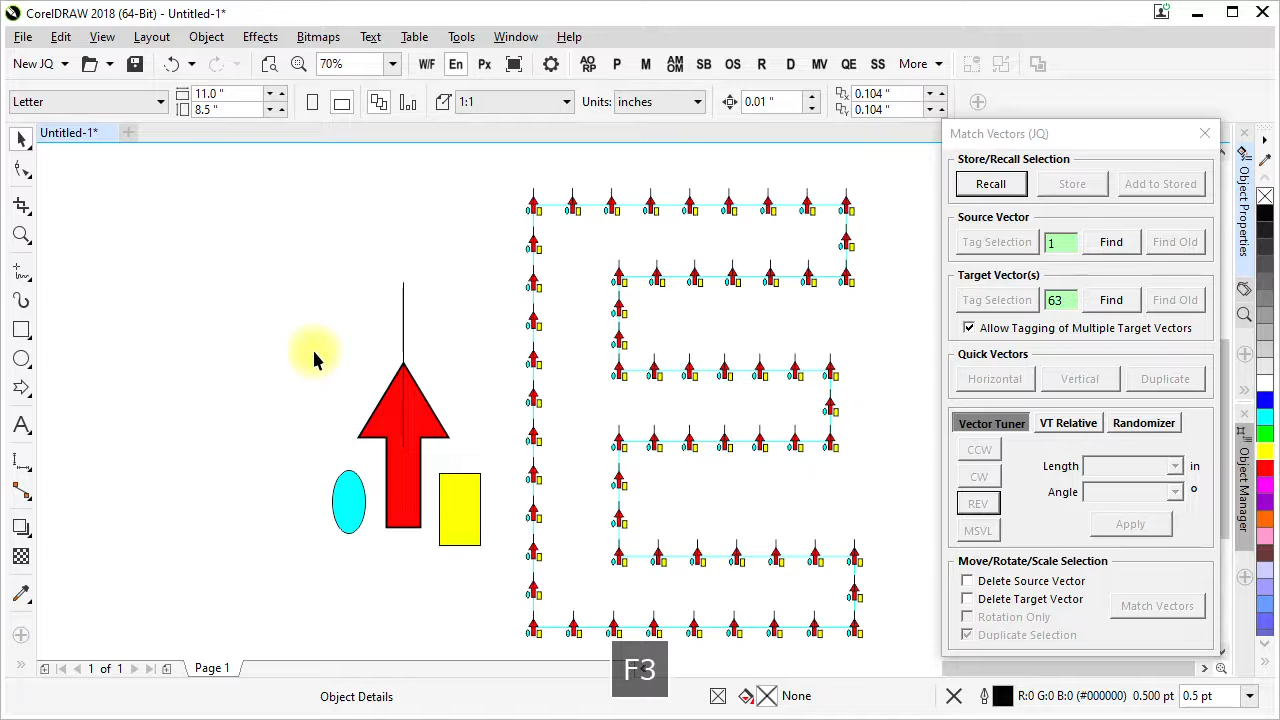 CorelDRAW 2018 (64-Bit) - Untitled-1*
File Edit View Layout Object Effects Bitmaps Text Table Tools Window Help
New JQ 70% W/F En Px AO RP P M AM OM SB OS R D MV QE SS More
Letter 11.0 " 8.5 " 1:1 Units: inches 0.01 " 0.104 " 0.104 "
Untitled-1*
Match Vectors (JQ)
Store/Recall Selection
Recall Store Add to Stored
Source Vector
Tag Selection 1 Find Find Old
Target Vector(s)
Tag Selection 63 Find Find Old
Allow Tagging of Multiple Target Vectors
Quick Vectors
Horizontal Vertical Duplicate
Vector Tuner VT Relative Randomizer
CCW
Length in
CW
Angle °
REV
Apply
MSVL
Move/Rotate/Scale Selection
Delete Source Vector
Delete Target Vector
Match Vectors
Rotation Only
Duplicate Selection
Object Properties
Object Manager
F3
1 of 1 Page 1
Object Details None R:0 G:0 B:0 (#000000) 0.500 pt 0.5 pt